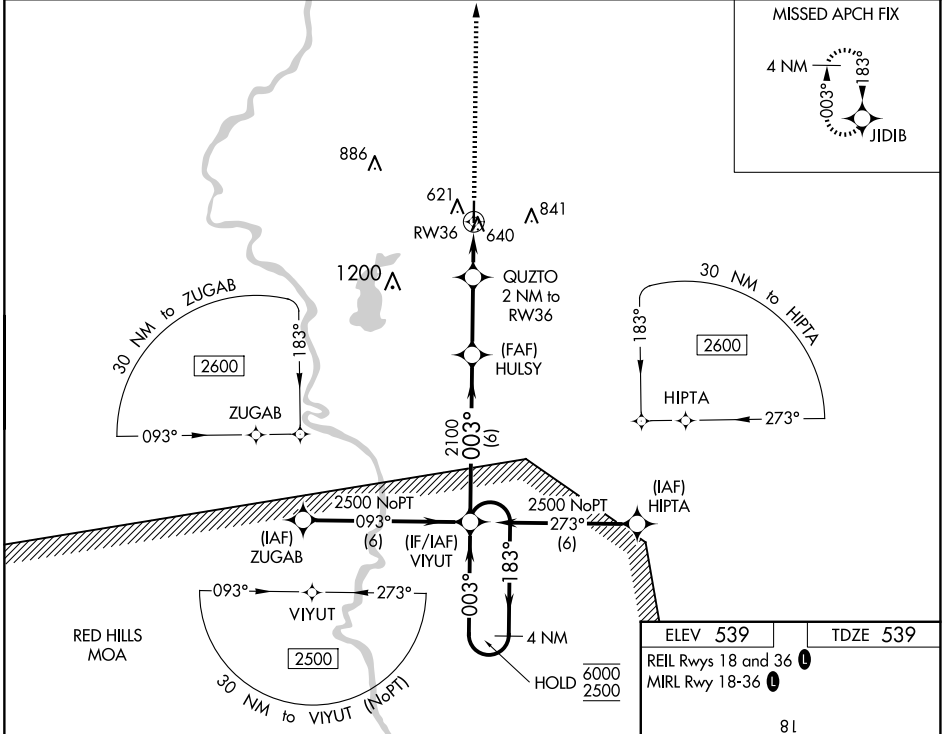 MISSED APCH FIX
4 NM
003°
183°
JIDIB
886
621
841
RW36
640
1200
QUZTO
2 NM to
RW36
30 NM to ZUGAB
183°
2600
ZUGAB
093°
(FAF)
HULSY
30 NM to HIPTA
183°
2600
HIPTA
273°
2100
003°
(6)
2500 NoPT
093°
(6)
(IAF)
ZUGAB
(IF/IAF)
VIYUT
2500 NoPT
273°
(6)
(IAF)
HIPTA
003°
183°
4 NM
HOLD
6000
2500
093°
273°
VIYUT
2500
30 NM to VIYUT (NoPT)
RED HILLS
MOA
ELEV 539
TDZE 539
REIL Rwys 18 and 36 L
MIRL Rwy 18-36 L
18